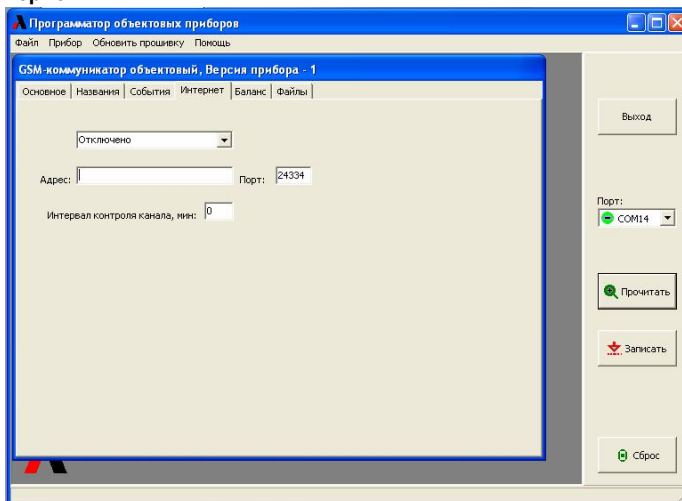 Программатор объектовых приборов
Файл Прибор Обновить прошивку Помощь
GSM-коммуникатор объектовый, Версия прибора - 1
Основное Названия События Интернет Баланс Файлы
Отключено
Адрес: Порт: 24334
Интервал контроля канала, мин: 0
Выход
Порт:
COM14
Прочитать
Записать
Сброс